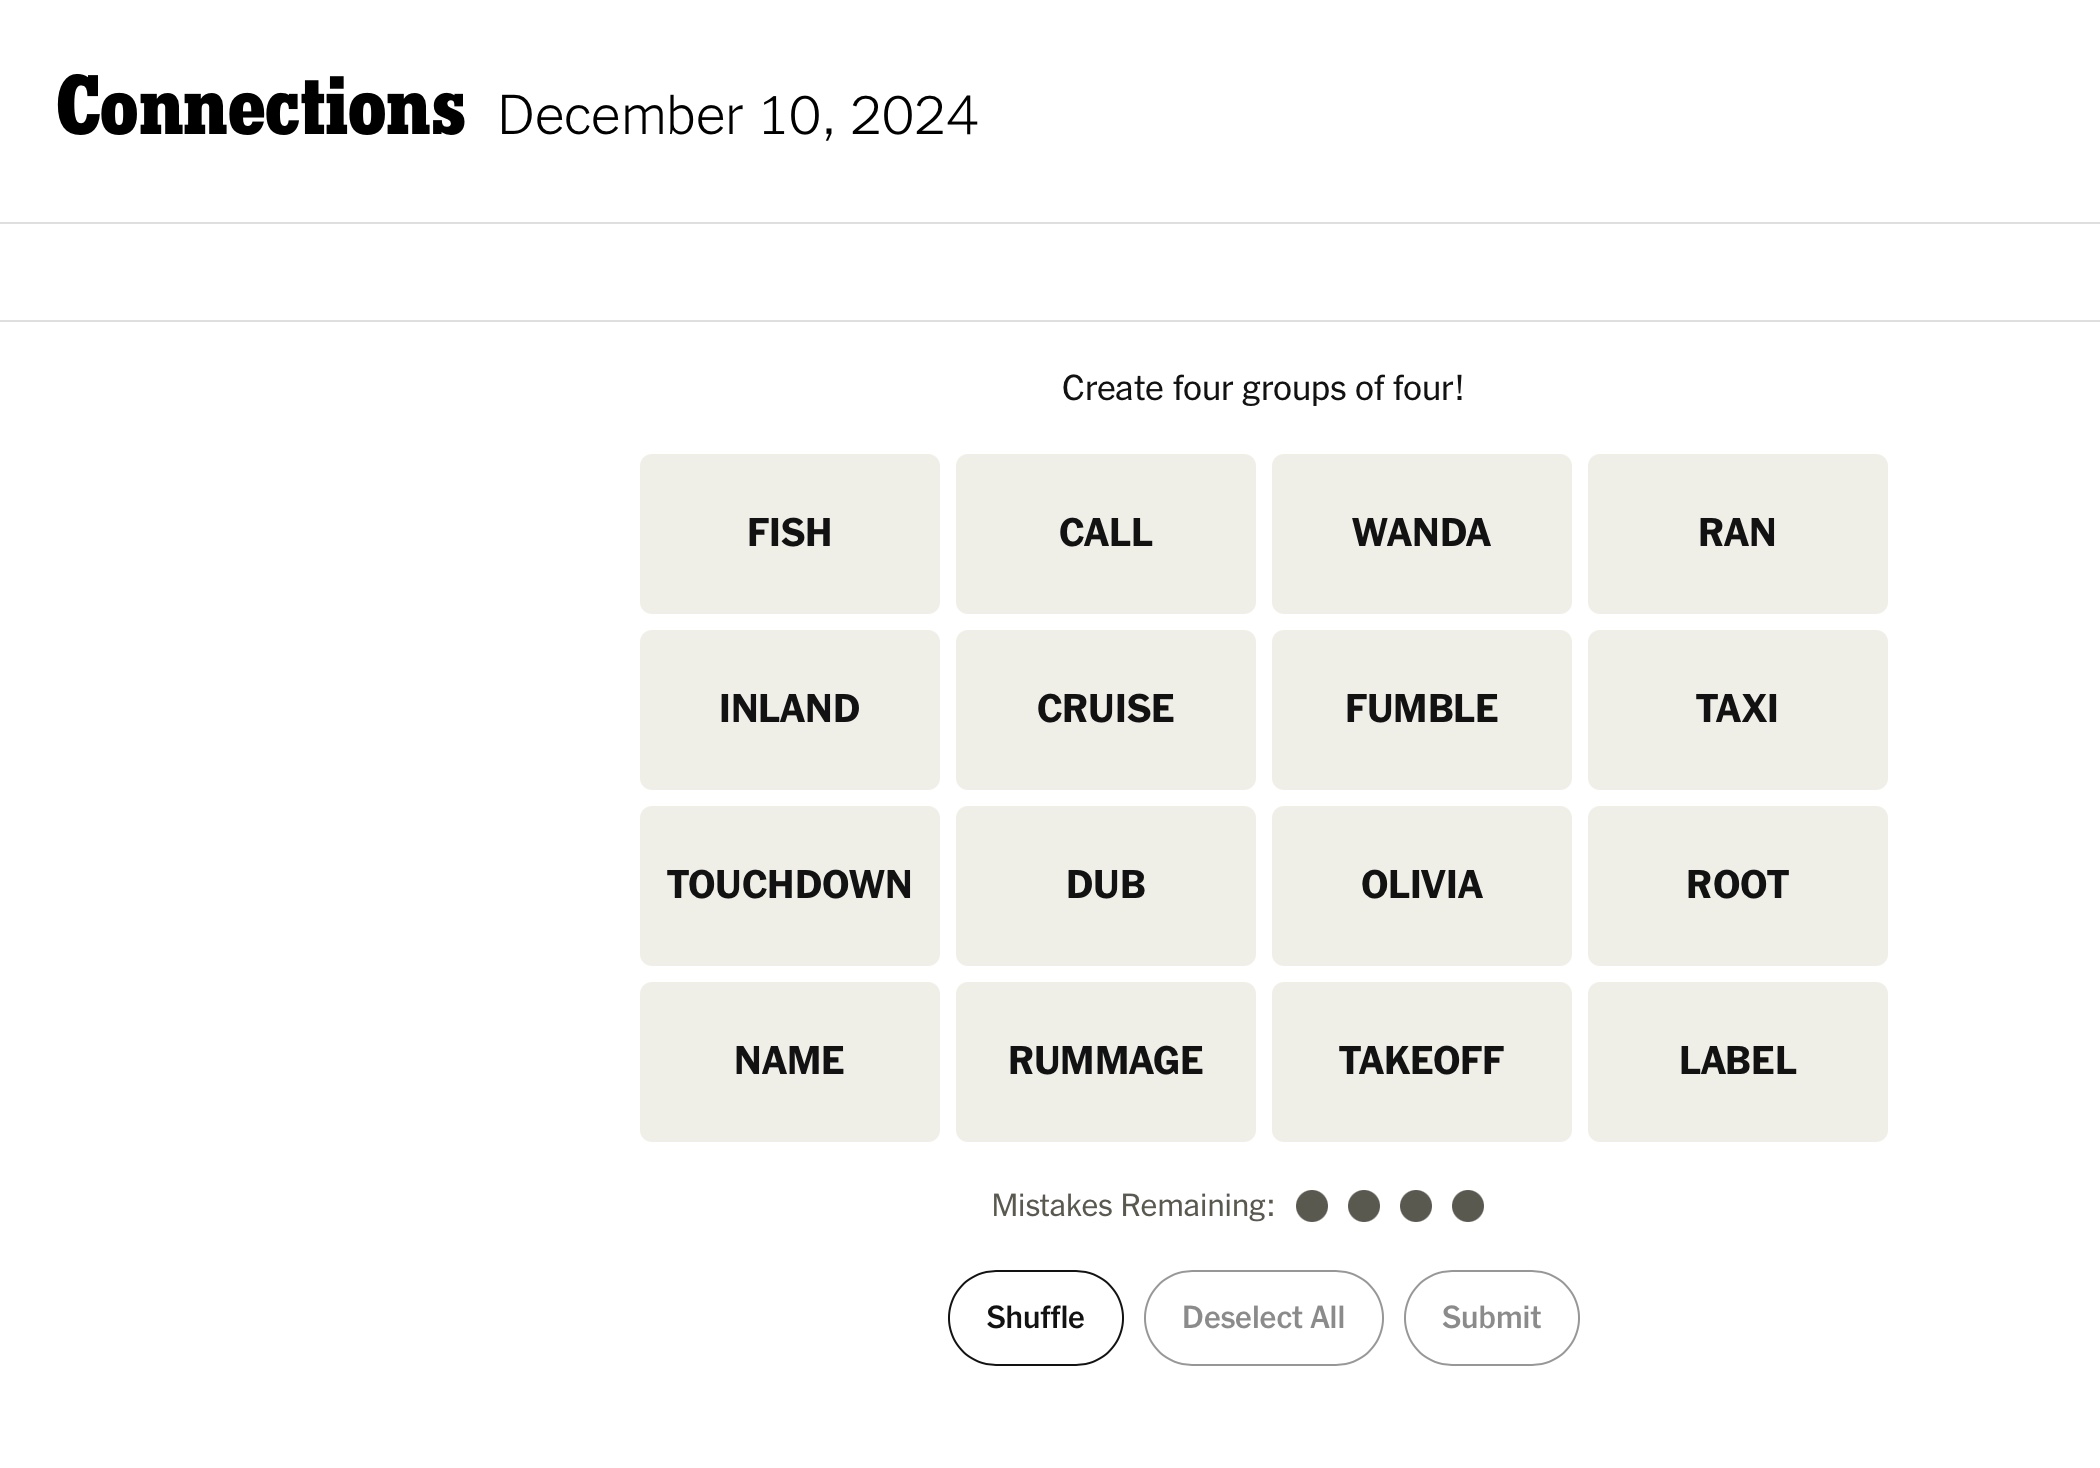 Connections December 10, 2024
Create four groups of four!
FISH CALL WANDA RAN
INLAND CRUISE FUMBLE TAXI
TOUCHDOWN DUB OLIVIA ROOT
NAME RUMMAGE TAKEOFF LABEL
Mistakes Remaining:
Shuffle Deselect All Submit